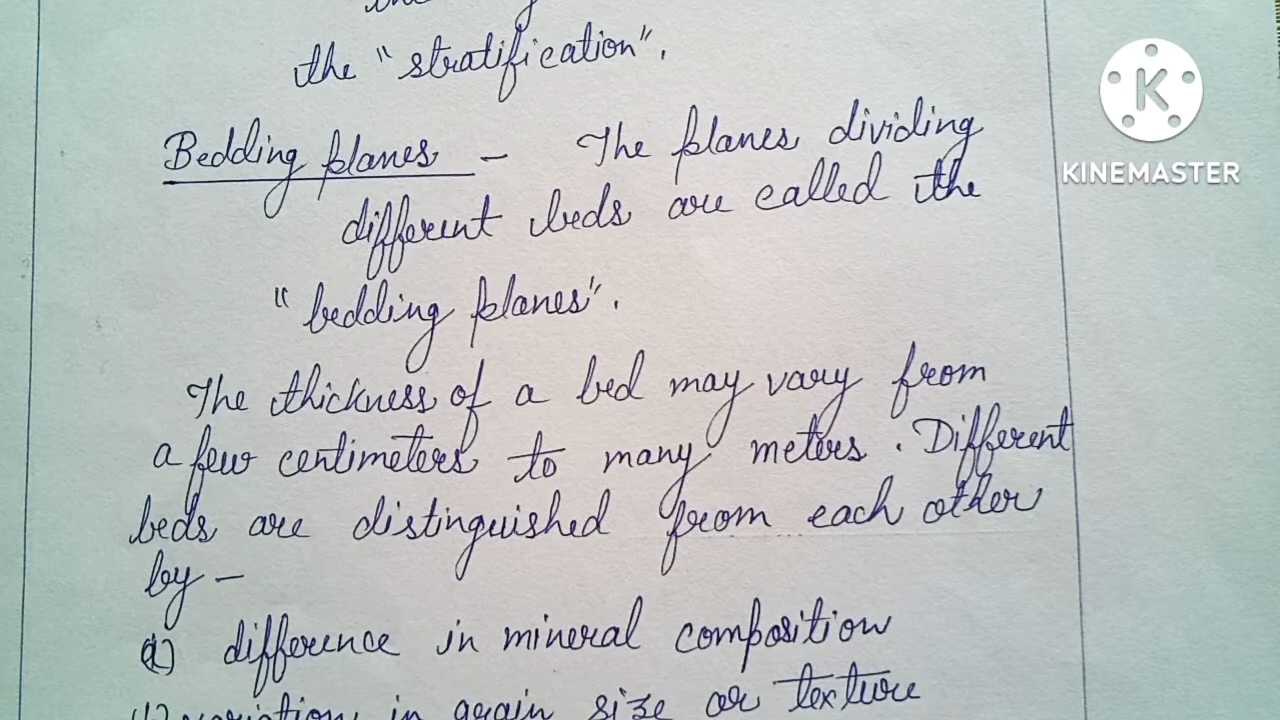 the "stratification".
Bedding planes - The planes dividing
different beds are called the
"bedding planes".
The thickness of a bed may vary from
a few centimeters to many meters. Different
beds are distinguished from each other
by -
a) difference in mineral composition
b) variation in grain size or texture
K
KINEMASTER